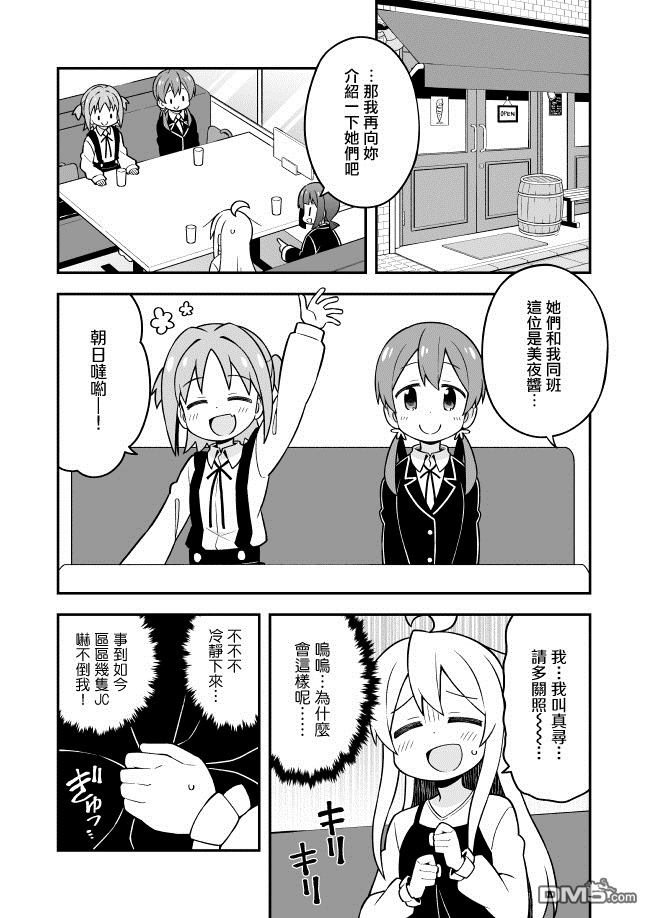 OPEN
…那我再向妳
介紹一下她們吧
她們和我同班
這位是美夜醬…
朝日噠喲——！
我…我叫真尋…
請多關照~~~~…
嗚嗚…為什麼
會這樣呢……
キリキリ
不不不
冷靜下來…
事到如今
區區幾隻JC
嚇不倒我！
ぎゅっ
DM5.com